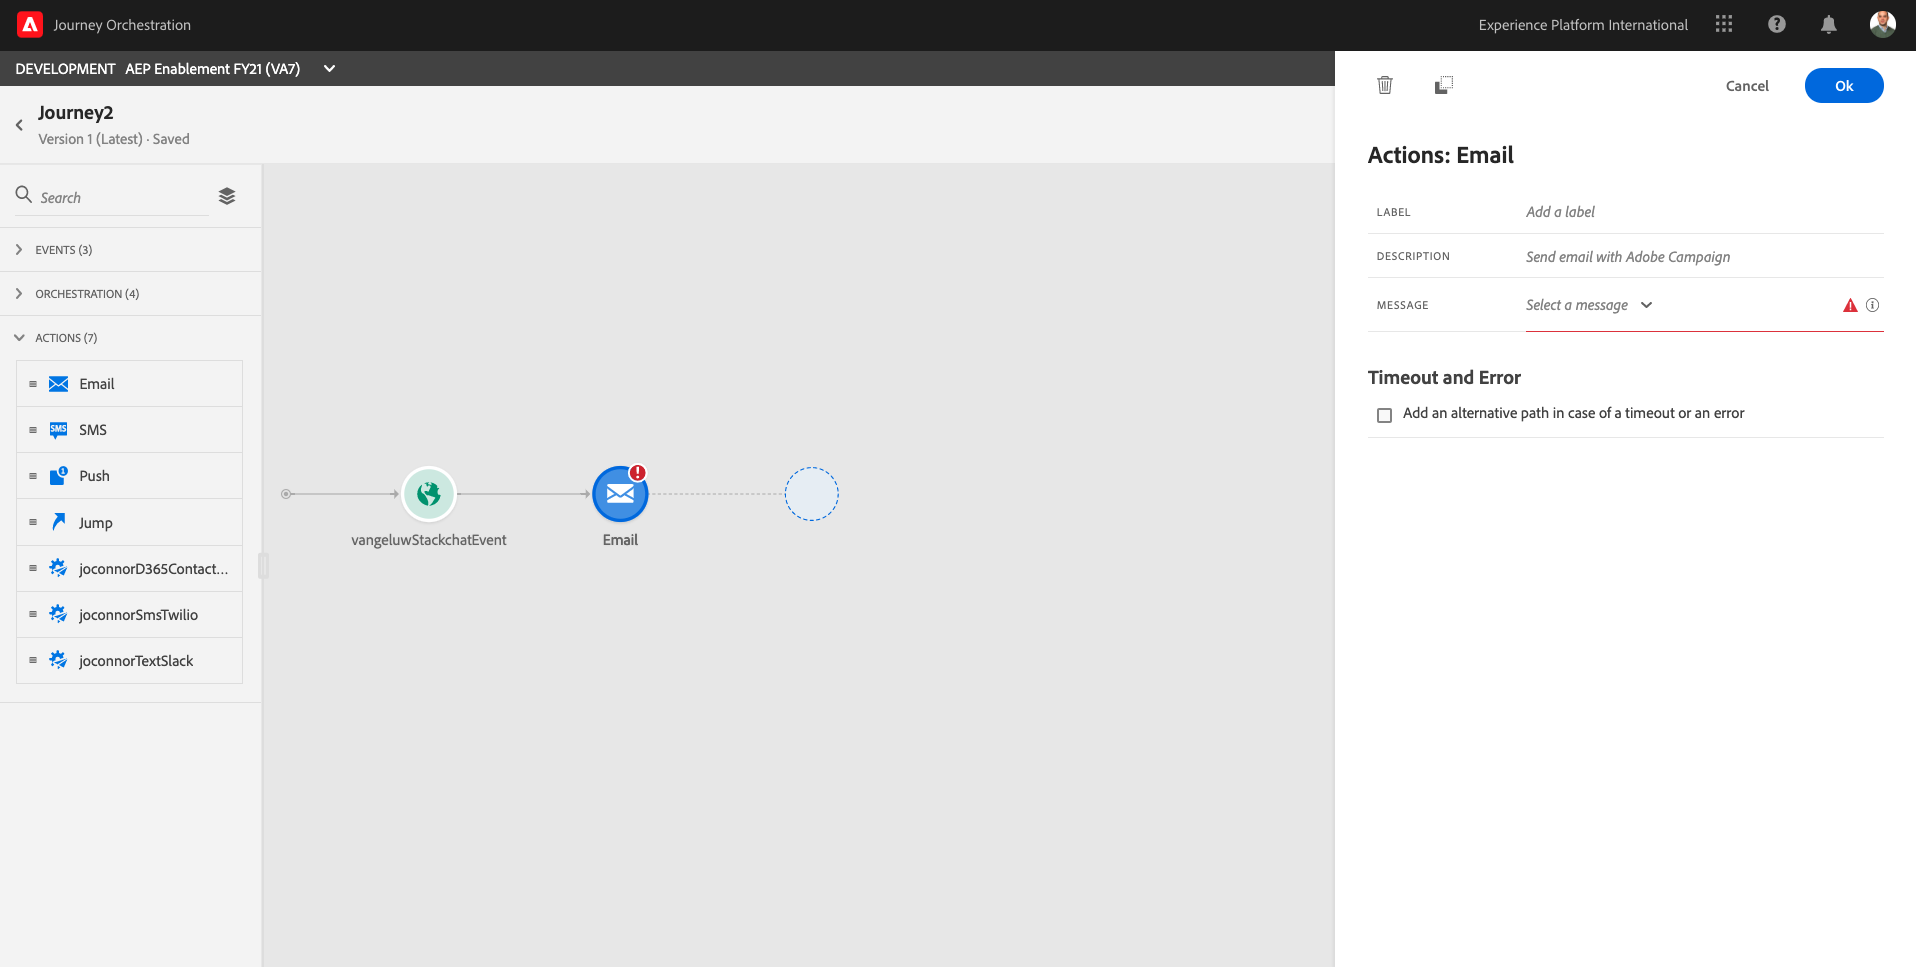 Journey Orchestration
Experience Platform International
DEVELOPMENT AEP Enablement FY21 (VA7)
Journey2
Version 1 (Latest) · Saved
Search
EVENTS (3)
ORCHESTRATION (4)
ACTIONS (7)
Email
SMS
SMS
Push
1
Jump
joconnorD365Contact...
joconnorSmsTwilio
joconnorTextSlack
vangeluwStackchatEvent
Email
Cancel
Ok
Actions: Email
LABEL
Add a label
DESCRIPTION
Send email with Adobe Campaign
MESSAGE
Select a message
Timeout and Error
Add an alternative path in case of a timeout or an error